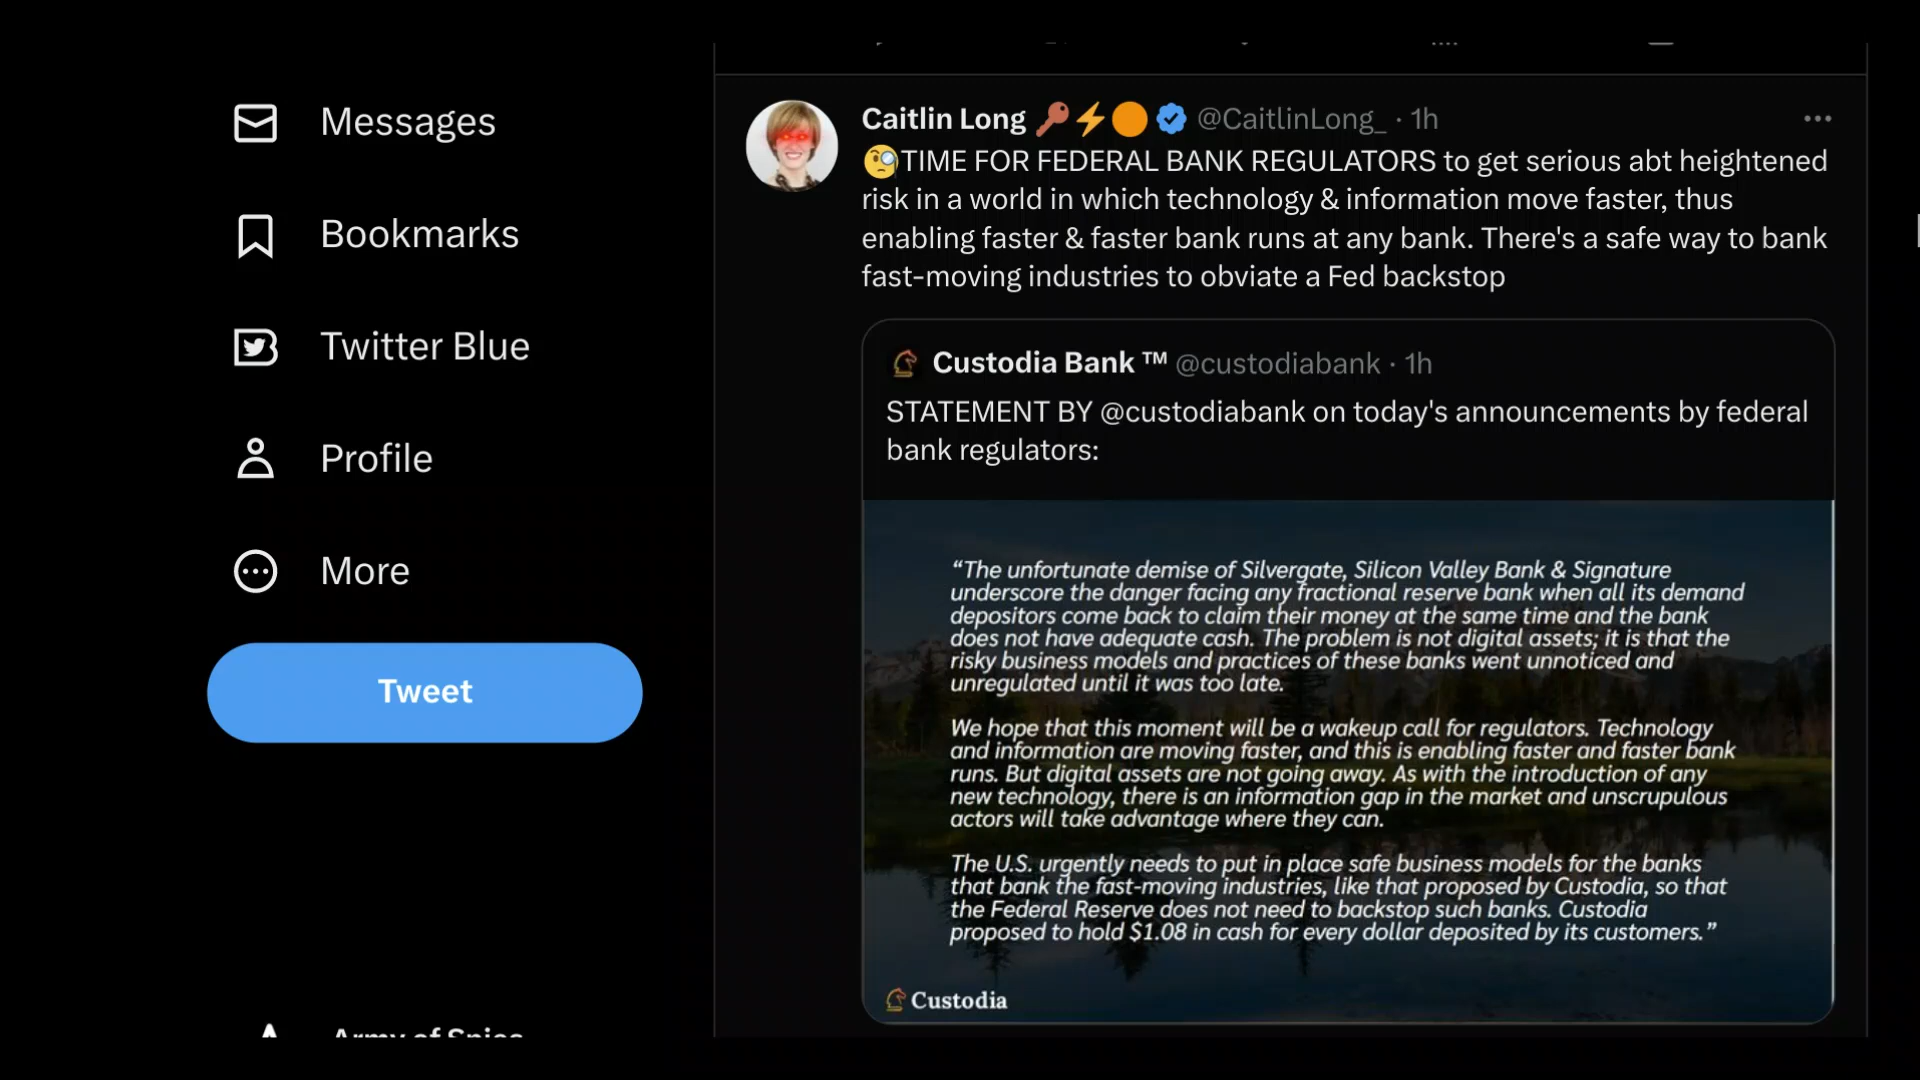 Messages
Bookmarks
Twitter Blue
Profile
More
Tweet
Army of Spies
Caitlin Long 🗝️⚡🟠 @CaitlinLong_ · 1h
🧐TIME FOR FEDERAL BANK REGULATORS to get serious abt heightened
risk in a world in which technology & information move faster, thus
enabling faster & faster bank runs at any bank. There's a safe way to bank
fast-moving industries to obviate a Fed backstop
Custodia Bank ™ @custodiabank · 1h
STATEMENT BY @custodiabank on today's announcements by federal
bank regulators:
“The unfortunate demise of Silvergate, Silicon Valley Bank & Signature
underscore the danger facing any fractional reserve bank when all its demand
depositors come back to claim their money at the same time and the bank
does not have adequate cash. The problem is not digital assets; it is that the
risky business models and practices of these banks went unnoticed and
unregulated until it was too late.
We hope that this moment will be a wakeup call for regulators. Technology
and information are moving faster, and this is enabling faster and faster bank
runs. But digital assets are not going away. As with the introduction of any
new technology, there is an information gap in the market and unscrupulous
actors will take advantage where they can.
The U.S. urgently needs to put in place safe business models for the banks
that bank the fast-moving industries, like that proposed by Custodia, so that
the Federal Reserve does not need to backstop such banks. Custodia
proposed to hold $1.08 in cash for every dollar deposited by its customers.”
Custodia